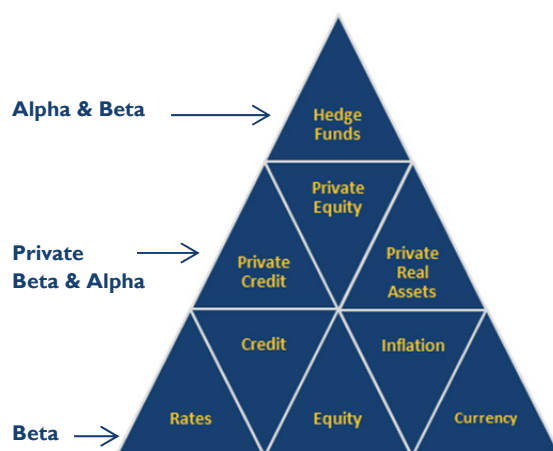 Alpha & Beta
Hedge
Funds
Private
Equity
Private
Beta & Alpha
Private
Credit
Private
Real
Assets
Credit
Inflation
Beta
Rates
Equity
Currency